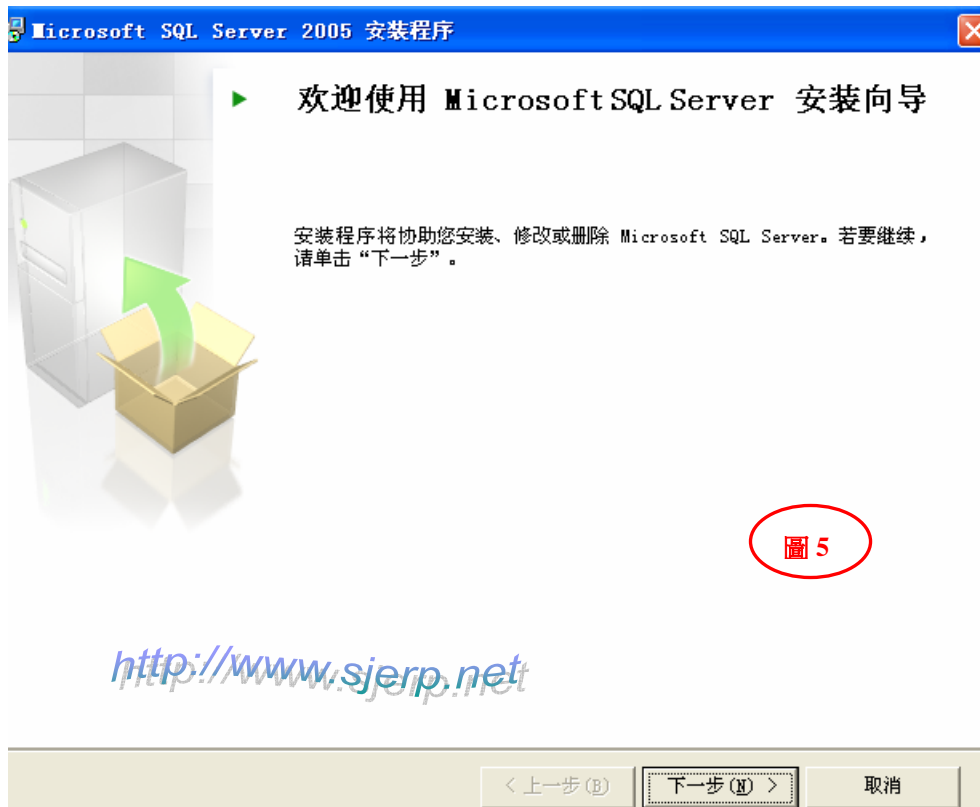 Microsoft SQL Server 2005 安装程序
欢迎使用 Microsoft SQL Server 安装向导
安装程序将协助您安装、修改或删除 Microsoft SQL Server。若要继续，
请单击“下一步”。
圖 5
http://www.sjerp.net
< 上一步(B)
下一步(N) >
取消